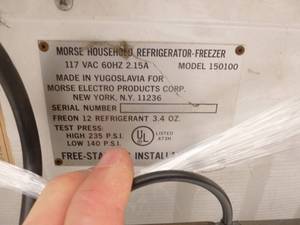 MORSE HOUSEHOLD REFRIGERATOR-FREEZER
117 VAC 60HZ 2.15A MODEL 150100
MADE IN YUGOSLAVIA FOR
MORSE ELECTRO PRODUCTS CORP.
NEW YORK, N.Y. 11236
SERIAL NUMBER
FREON 12 REFRIGERANT 3.4 OZ.
TEST PRESS:
HIGH 235 P.S.I.
LOW 140 P.S.I.
UL LISTED
673H
FREE-STANDING INSTALL